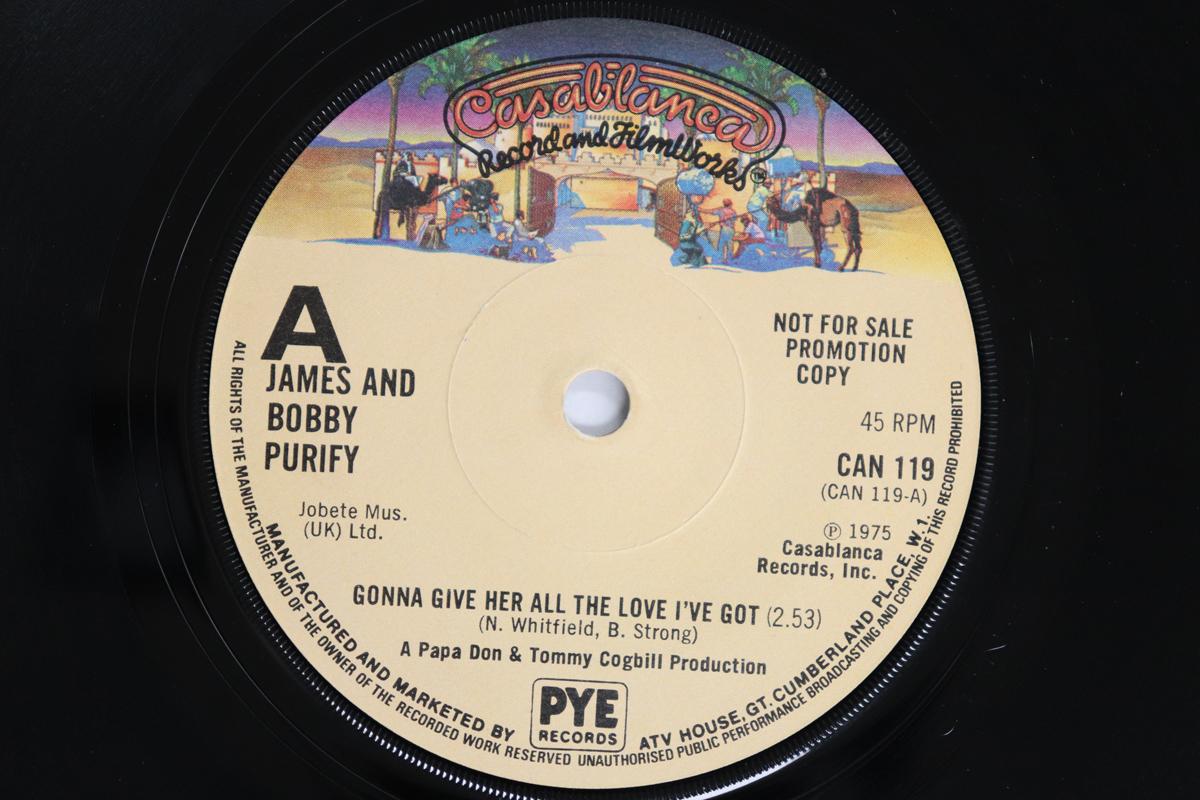 Casablanca
Record and FilmWorks™
A
JAMES AND
BOBBY
PURIFY
NOT FOR SALE
PROMOTION
COPY
45 RPM
CAN 119
(CAN 119-A)
Jobete Mus.
(UK) Ltd.
℗ 1975
Casablanca
Records, Inc.
GONNA GIVE HER ALL THE LOVE I'VE GOT (2.53)
(N. Whitfield, B. Strong)
A Papa Don & Tommy Cogbill Production
MANUFACTURED AND MARKETED BY
PYE
RECORDS
ATV HOUSE, GT. CUMBERLAND PLACE, W.1.
ALL RIGHTS OF THE MANUFACTURER AND OF THE OWNER OF THE RECORDED WORK RESERVED UNAUTHORISED PUBLIC PERFORMANCE BROADCASTING AND COPYING OF THIS RECORD PROHIBITED